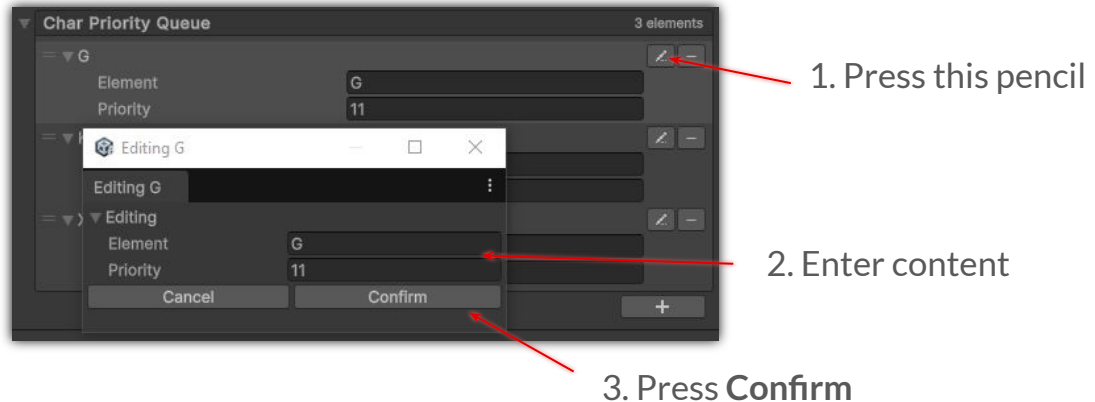 Char Priority Queue
3 elements
G
Element
G
Priority
11
1. Press this pencil
Editing G
Editing G
Editing
Element
G
Priority
11
Cancel
Confirm
2. Enter content
3. Press Confirm